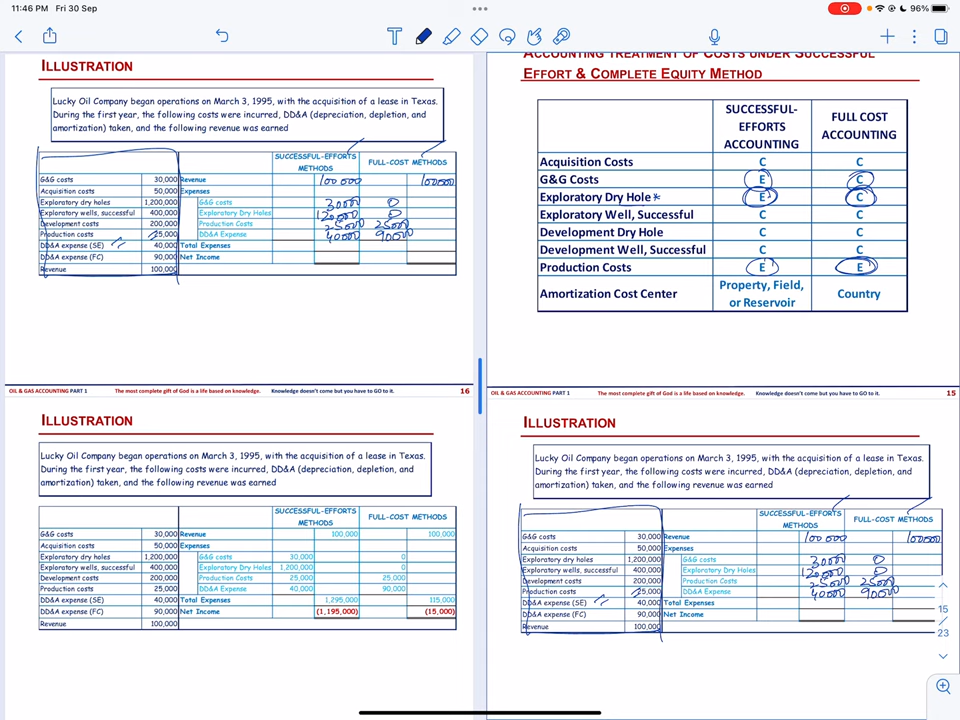 11:46 PM Fri 30 Sep
96%
ILLUSTRATION
Lucky Oil Company began operations on March 3, 1995, with the acquisition of a lease in Texas.
During the first year, the following costs were incurred, DD&A (depreciation, depletion, and
amortization) taken, and the following revenue was earned
SUCCESSFUL-EFFORTS METHODS FULL-COST METHODS
G&G costs 30,000 Revenue 100 000 100 000
Acquisition costs 50,000 Expenses
Exploratory dry holes 1,200,000 G&G costs 30000 0
Exploratory wells, successful 400,000 Exploratory Dry Holes 0
Development costs 200,000 Production Costs 25000 25000
Production costs 25,000 DD&A Expense 40000 90000
DD&A expense (SE) 40,000 Total Expenses
DD&A expense (FC) 90,000 Net Income
Revenue 100,000
OIL & GAS ACCOUNTING PART 1 The most complete gift of God is a life based on knowledge. Knowledge doesn't come but you have to GO to it. 16
ACCOUNTING TREATMENT OF COSTS UNDER SUCCESSFUL
EFFORT & COMPLETE EQUITY METHOD
SUCCESSFUL-EFFORTS ACCOUNTING FULL COST ACCOUNTING
Acquisition Costs C C
G&G Costs E C
Exploratory Dry Hole E C
Exploratory Well, Successful C C
Development Dry Hole C C
Development Well, Successful C C
Production Costs E E
Amortization Cost Center Property, Field, or Reservoir Country
OIL & GAS ACCOUNTING PART 1 The most complete gift of God is a life based on knowledge. Knowledge doesn't come but you have to GO to it. 15
ILLUSTRATION
Lucky Oil Company began operations on March 3, 1995, with the acquisition of a lease in Texas.
During the first year, the following costs were incurred, DD&A (depreciation, depletion, and
amortization) taken, and the following revenue was earned
SUCCESSFUL-EFFORTS METHODS FULL-COST METHODS
G&G costs 30,000 Revenue 100,000 100,000
Acquisition costs 50,000 Expenses
Exploratory dry holes 1,200,000 G&G costs 30,000 0
Exploratory wells, successful 400,000 Exploratory Dry Holes 1,200,000 0
Development costs 200,000 Production Costs 25,000 25,000
Production costs 25,000 DD&A Expense 40,000 90,000
DD&A expense (SE) 40,000 Total Expenses 1,295,000 115,000
DD&A expense (FC) 90,000 Net Income (1,195,000) (15,000)
Revenue 100,000
ILLUSTRATION
Lucky Oil Company began operations on March 3, 1995, with the acquisition of a lease in Texas.
During the first year, the following costs were incurred, DD&A (depreciation, depletion, and
amortization) taken, and the following revenue was earned
SUCCESSFUL-EFFORTS METHODS FULL-COST METHODS
G&G costs 30,000 Revenue 100 000 100 000
Acquisition costs 50,000 Expenses
Exploratory dry holes 1,200,000 G&G costs 30000 0
Exploratory wells, successful 400,000 Exploratory Dry Holes 0
Development costs 200,000 Production Costs 25000 25000
Production costs 25,000 DD&A Expense 40000 90000
DD&A expense (SE) 40,000 Total Expenses
DD&A expense (FC) 90,000 Net Income
Revenue 100,000
15
/
23